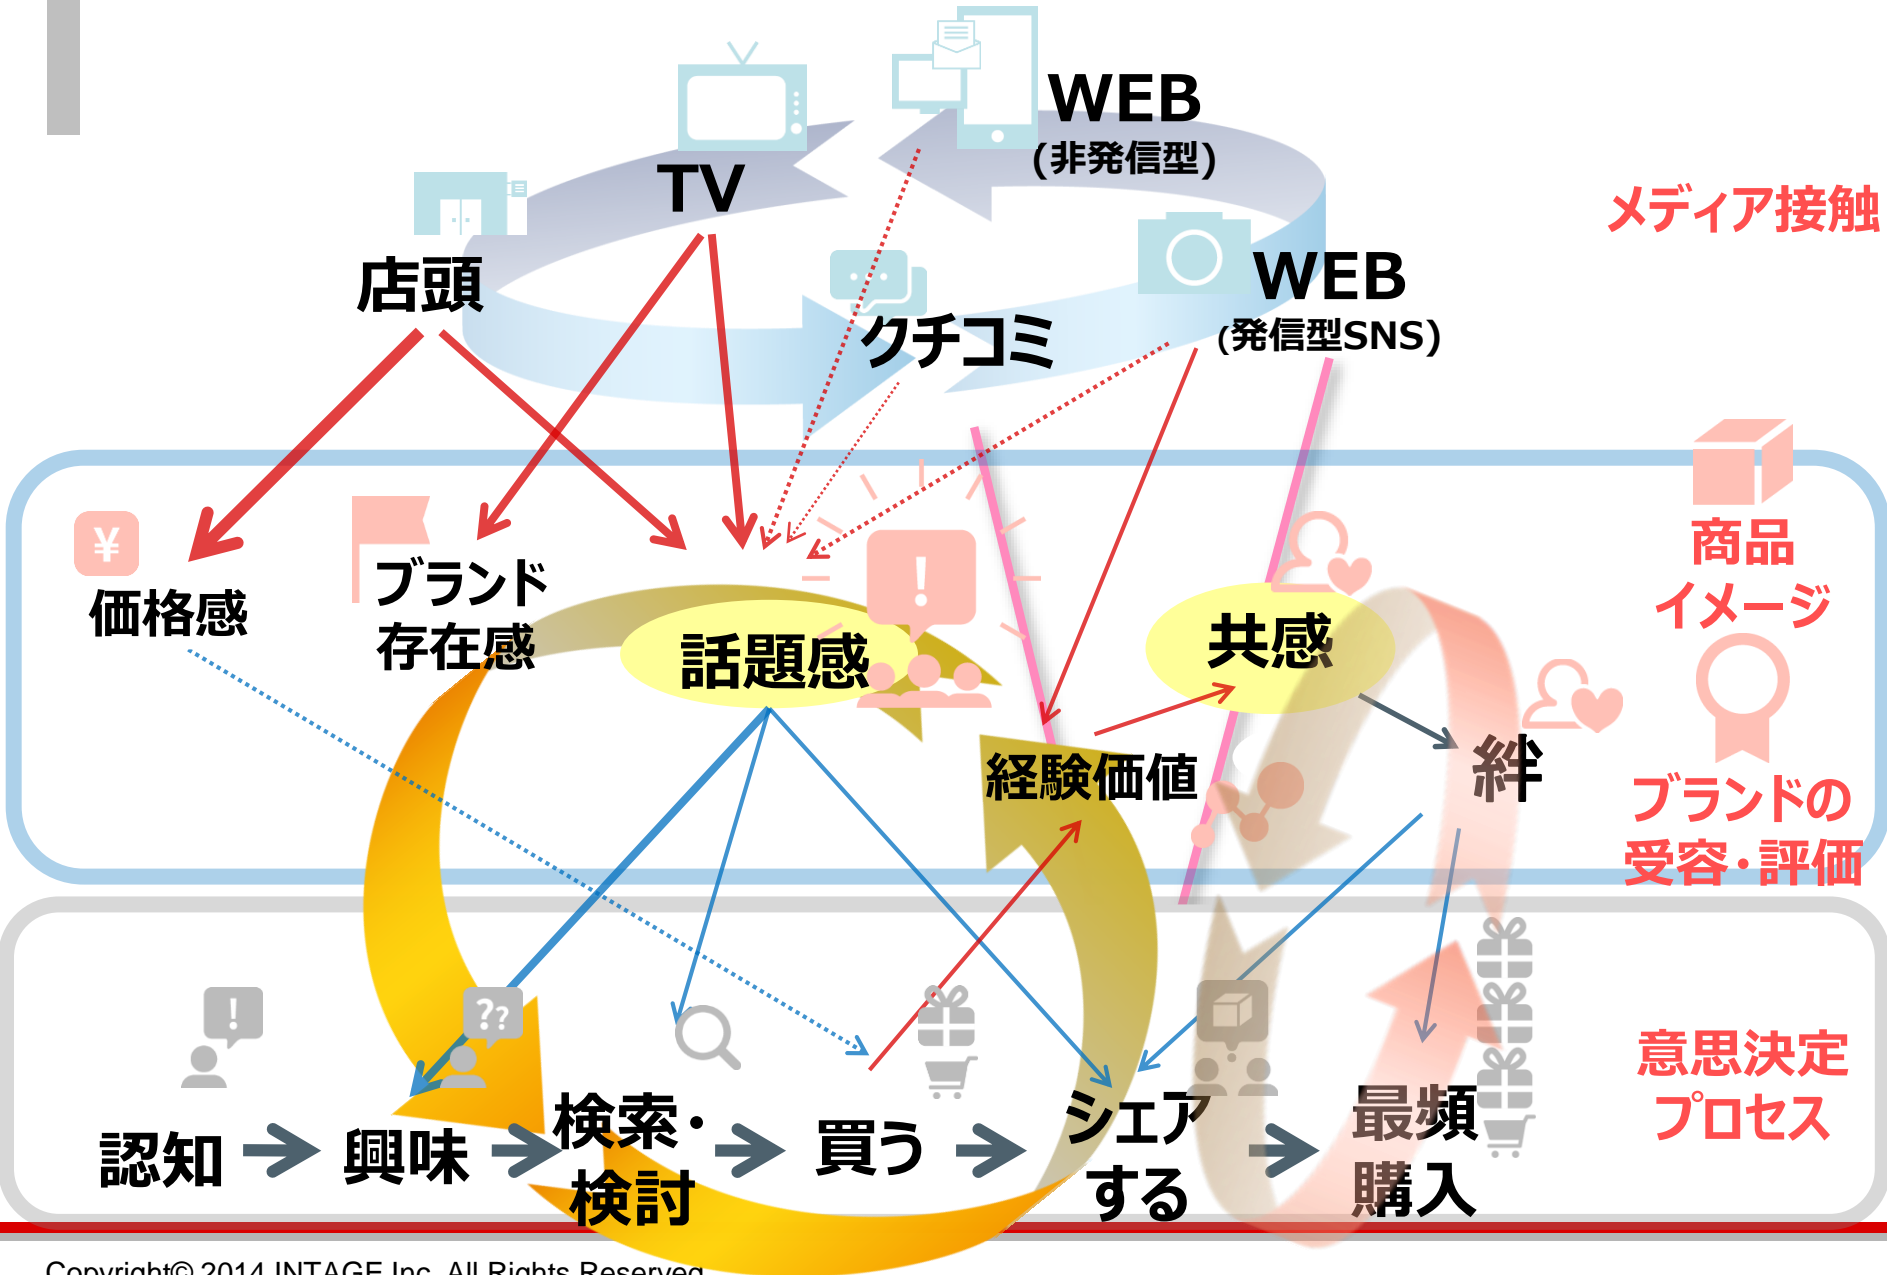 WEB
(非発信型)
TV
メディア接触
店頭
WEB
(発信型SNS)
クチコミ
¥
!
商品
イメージ
価格感
ブランド
存在感
話題感
共感
経験価値
絆
ブランドの
受容・評価
!
??
意思決定
プロセス
認知
興味
検索・
検討
買う
シェア
する
最頻
購入
Copyright© 2014 INTAGE Inc. All Rights Reserved.